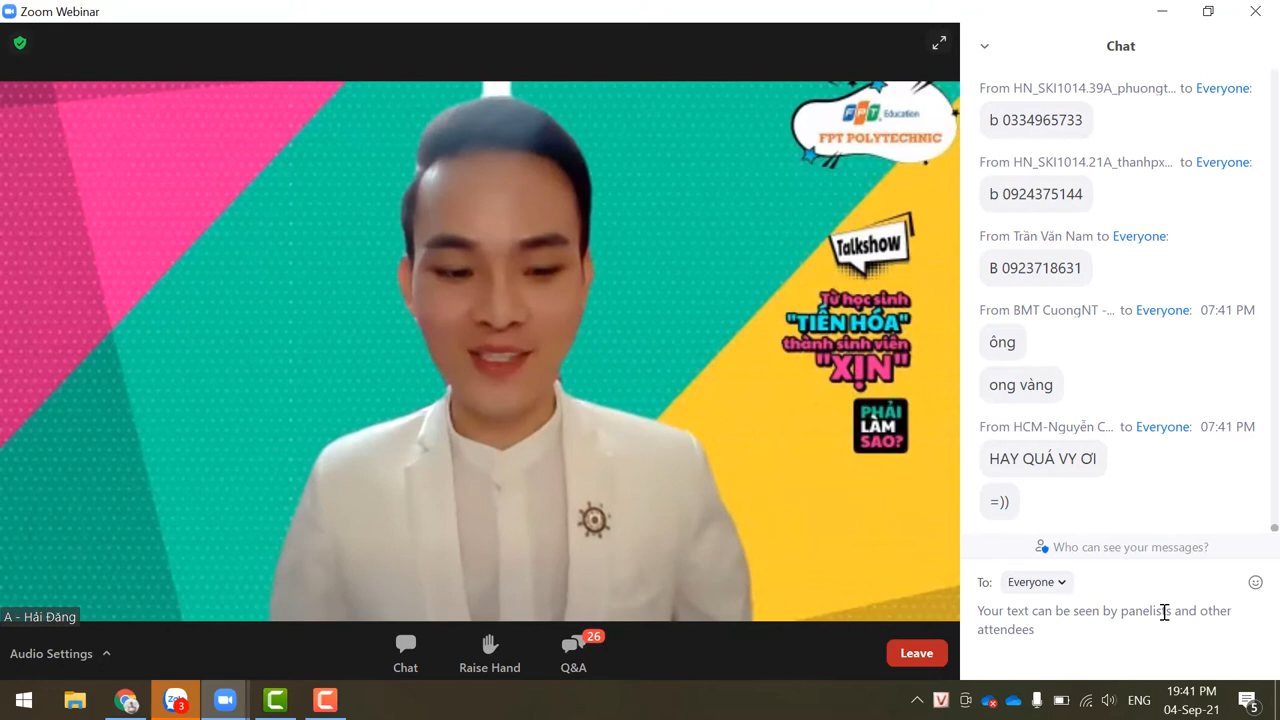 Zoom Webinar
FPT Education
FPT POLYTECHNIC
Talkshow
Từ học sinh
"TIẾN HÓA"
thành sinh viên
"XỊN"
PHẢI
LÀM
SAO?
A - Hải Đăng
Audio Settings
Chat
Raise Hand
26
Q&A
Leave
Chat
From HN_SKI1014.39A_phuongt... to Everyone:
b 0334965733
From HN_SKI1014.21A_thanhpx... to Everyone:
b 0924375144
From Trần Văn Nam to Everyone:
B 0923718631
From BMT CuongNT -... to Everyone: 07:41 PM
ông
ong vàng
From HCM-Nguyễn C... to Everyone: 07:41 PM
HAY QUÁ VY ƠI
=))
Who can see your messages?
To: Everyone
Your text can be seen by panelists and other
attendees
Zalo
3
V
ENG
19:41 PM
04-Sep-21
5